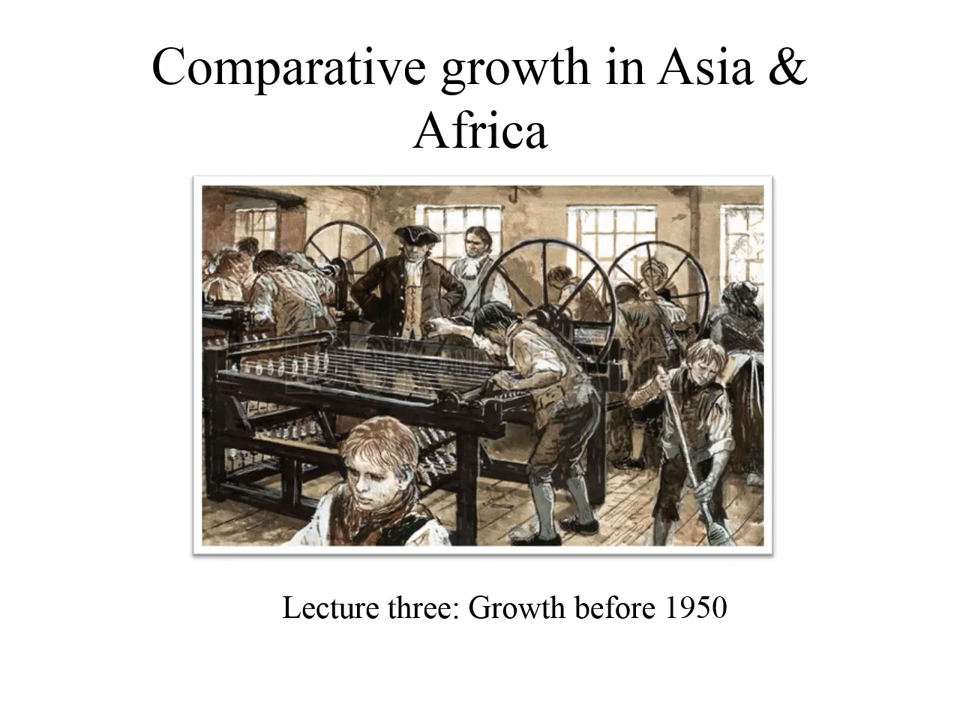 Comparative growth in Asia &
Africa
Lecture three: Growth before 1950